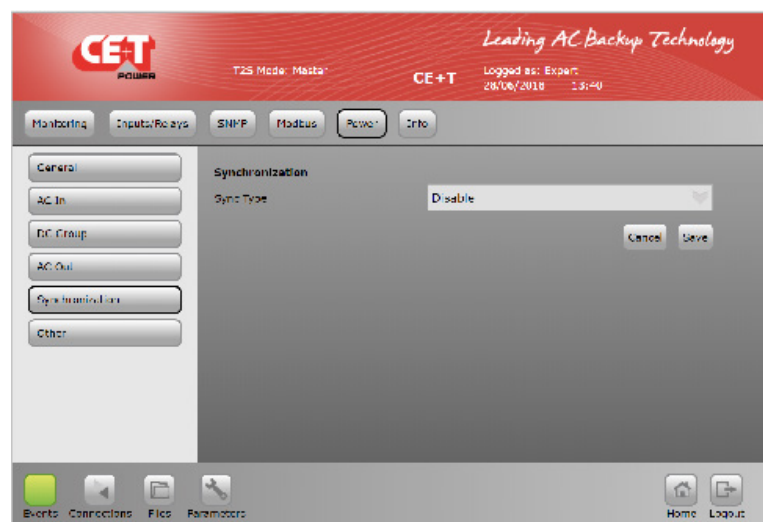 CE+T
POWER
Leading AC Backup Technology
T2S Mode: Master
CE+T
Logged as: Expert
28/06/2018 13:40
Monitoring
Inputs/Relays
SNMP
Modbus
Power
Info
General
AC In
DC Group
AC Out
Synchronization
Other
Synchronization
Sync Type
Disable
Cancel
Save
Events
Connections
Files
Parameters
Home
Logout